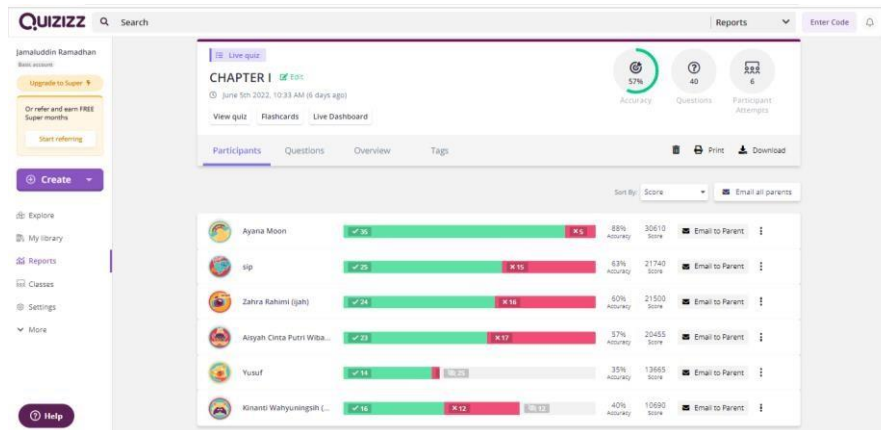 QUIZIZZ
Search
Reports
Enter Code
Jamaluddin Ramadhan
Basic account
Upgrade to Super
Or refer and earn FREE
Super months
Start referring
Create
Explore
My library
Reports
Classes
Settings
More
Help
Live quiz
CHAPTER I Edit
June 5th 2022, 10:33 AM (6 days ago)
View quiz Flashcards Live Dashboard
57%
Accuracy
40
Questions
6
Participant
Attempts
Participants Questions Overview Tags
Print Download
Sort By: Score
Email all parents
Ayana Moon 35 5 88% Accuracy 30610 Score Email to Parent
sip 25 15 63% Accuracy 21740 Score Email to Parent
Zahra Rahimi (ijah) 24 16 60% Accuracy 21500 Score Email to Parent
Aisyah Cinta Putri Wiba... 23 17 57% Accuracy 20455 Score Email to Parent
Yusuf 14 25 35% Accuracy 13665 Score Email to Parent
Kinanti Wahyuningsih (... 16 12 12 40% Accuracy 10690 Score Email to Parent